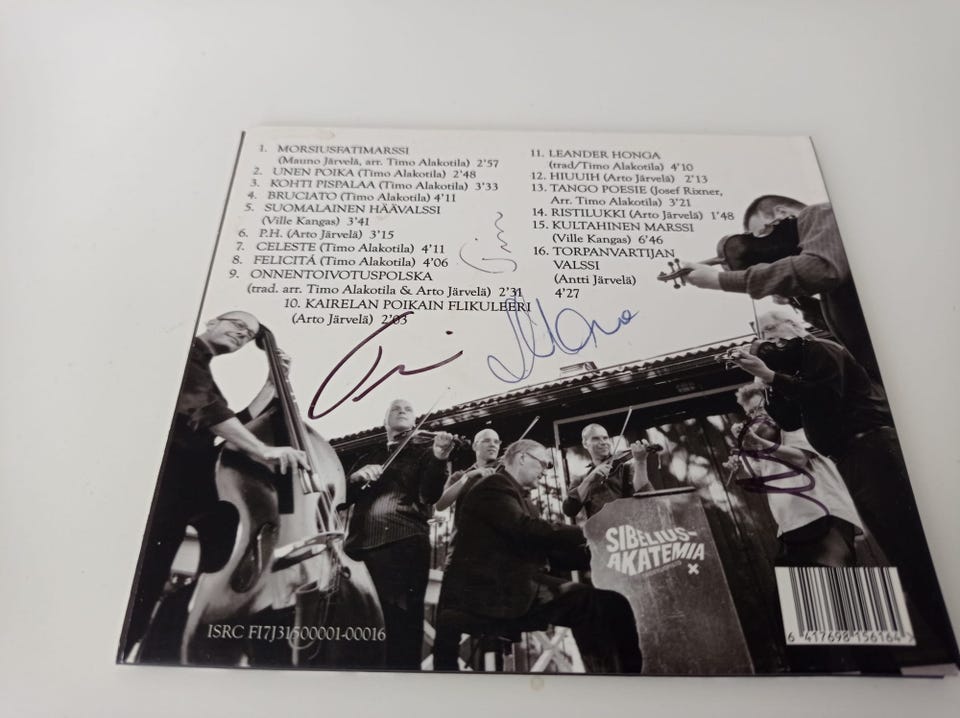 1. MORSIUSFATIMARSSI
(Mauno Järvelä, arr. Timo Alakotila) 2'57
2. UNEN POIKA (Timo Alakotila) 2'48
3. KOHTI PISPALAA (Timo Alakotila) 3'33
4. BRUCIATO (Timo Alakotila) 4'11
5. SUOMALAINEN HÄÄVALSSI
(Ville Kangas) 3'41
6. P.H. (Arto Järvelä) 3'15
7. CELESTE (Timo Alakotila) 4'11
8. FELICITÁ (Timo Alakotila) 4'06
9. ONNENTOIVOTUSPOLSKA
(trad. arr. Timo Alakotila & Arto Järvelä) 2'31
10. KAIRELAN POIKAIN FLIKULEERI
(Arto Järvelä) 2'03
11. LEANDER HONGA
(trad/Timo Alakotila) 4'10
12. HIUUIH (Arto Järvelä) 2'13
13. TANGO POESIE (Josef Rixner,
Arr. Timo Alakotila) 3'21
14. RISTILUKKI (Arto Järvelä) 1'48
15. KULTAHINEN MARSSI
(Ville Kangas) 6'46
16. TORPANVARTIJAN
VALSSI
(Antti Järvelä)
4'27
SIBELIUS-
AKATEMIA
ISRC FI7J31500001-00016
6 417698 156164